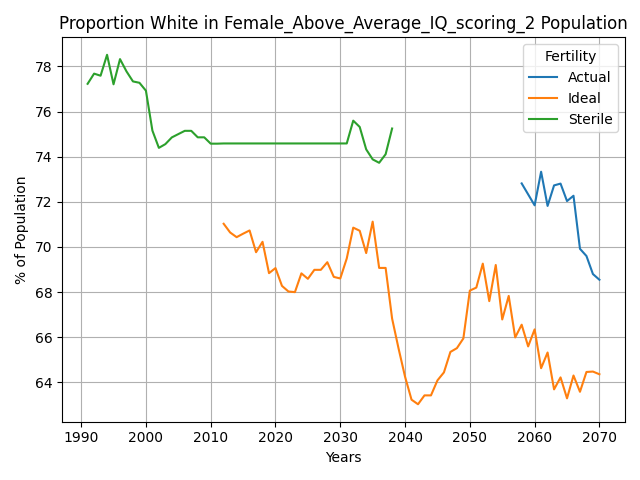 Proportion White in Female_Above_Average_IQ_scoring_2 Population
Fertility
Actual
Ideal
Sterile
% of Population
78
76
74
72
70
68
66
64
1990 2000 2010 2020 2030 2040 2050 2060 2070
Years